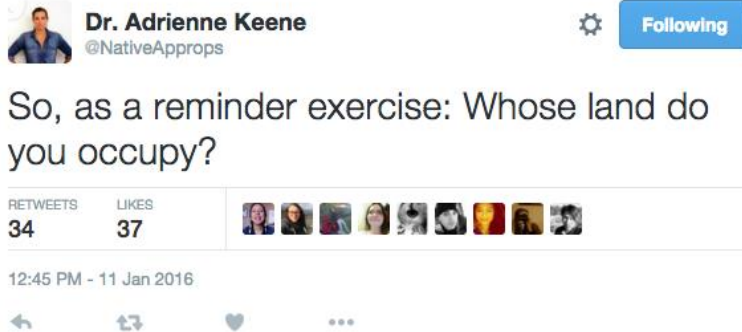 Dr. Adrienne Keene
Following
@NativeApprops
So, as a reminder exercise: Whose land do
you occupy?
RETWEETS LIKES
34 37
12:45 PM - 11 Jan 2016